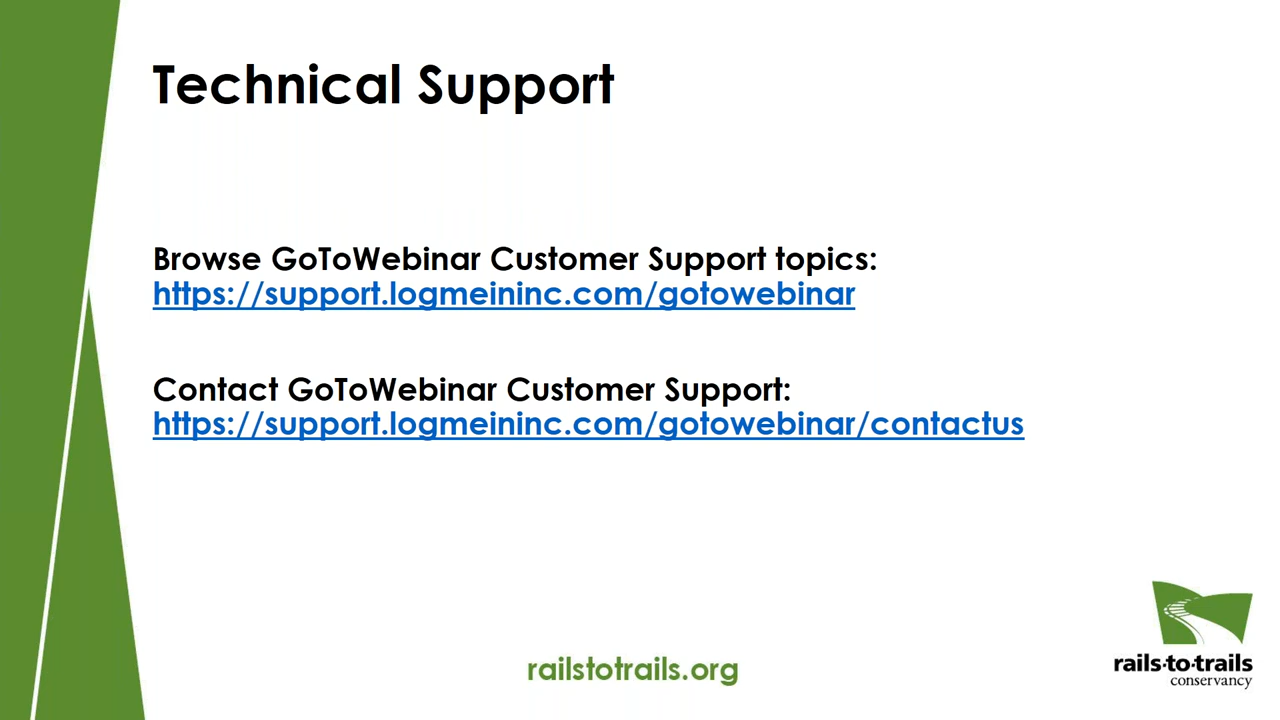 Technical Support
Browse GoToWebinar Customer Support topics:
https://support.logmeininc.com/gotowebinar
Contact GoToWebinar Customer Support:
https://support.logmeininc.com/gotowebinar/contactus
railstotrails.org
rails·to·trails
conservancy